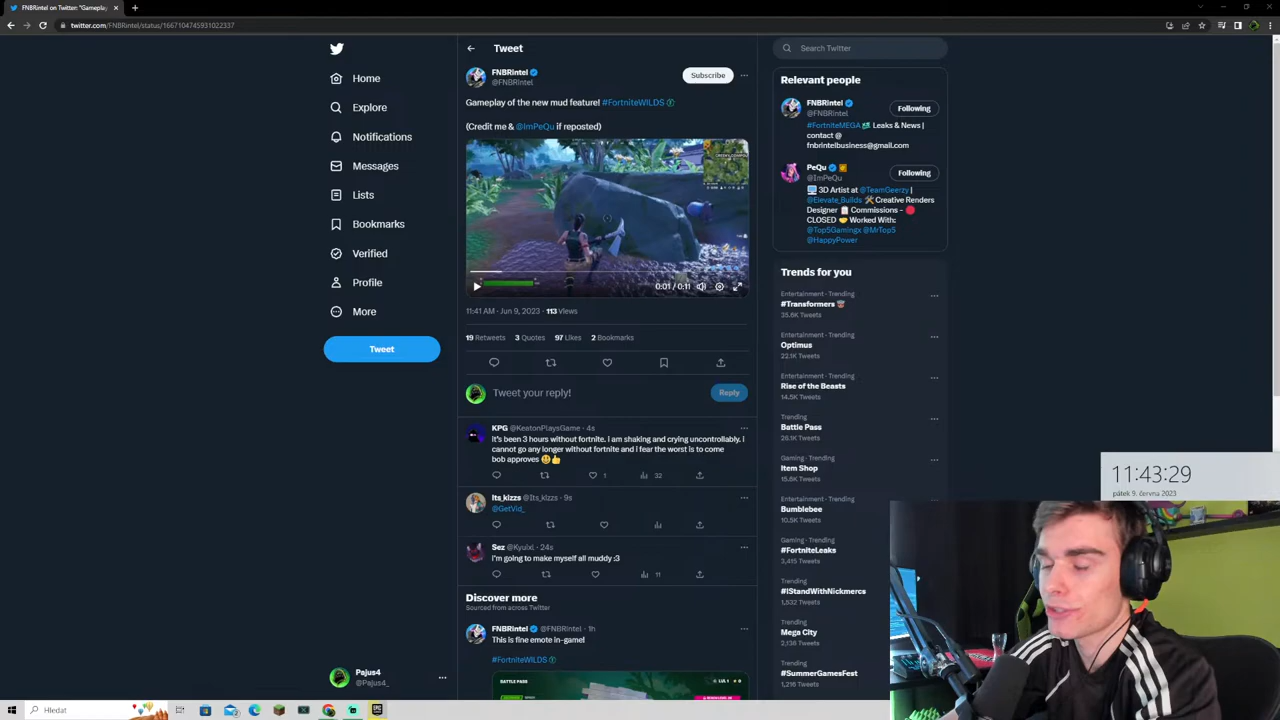 FNBRintel on Twitter: "Gameplay
twitter.com/FNBRintel/status/1667104745931022337
Home
Explore
Notifications
Messages
Lists
Bookmarks
Verified
Profile
More
Tweet
Pajus4
@Pajus4_
Tweet
FNBRintel
@FNBRintel
Subscribe
Gameplay of the new mud feature! #FortniteWILDS
(Credit me & @ImPeQu if reposted)
0:01 / 0:11
11:41 AM · Jun 9, 2023 · 113 Views
19 Retweets 3 Quotes 97 Likes 2 Bookmarks
Tweet your reply!
Reply
KPG @KeatonPlaysGame · 4s
It's been 3 hours without fortnite. I am shaking and crying uncontrollably. I
cannot go any longer without fortnite and I fear the worst is to come
bob approves
1 32
Its_kizzs @Its_kizzs · 9s
@GetVid_
Sez @Kyuixi · 24s
I'm going to make myself all muddy :3
11
Discover more
Sourced from across Twitter
FNBRintel @FNBRintel · 1h
This is fine emote in-game!
#FortniteWILDS
BATTLE PASS
LVL 1
Search Twitter
Relevant people
FNBRintel
@FNBRintel
Following
#FortniteMEGA Leaks & News |
contact @
fnbrintelbusiness@gmail.com
PeQu
@ImPeQu
Following
3D Artist at @TeamGeerzy |
@Elevate_Builds Creative Renders
Designer Commissions -
CLOSED Worked With:
@Top5Gamingx @MrTop5
@HappyPower
Trends for you
Entertainment · Trending
#Transformers
35.6K Tweets
Entertainment · Trending
Optimus
22.1K Tweets
Entertainment · Trending
Rise of the Beasts
14.5K Tweets
Trending
Battle Pass
26.1K Tweets
Gaming · Trending
Item Shop
15.8K Tweets
Entertainment · Trending
Bumblebee
10.5K Tweets
Gaming · Trending
#FortniteLeaks
3,415 Tweets
Trending
#IStandWithNickmercs
1,532 Tweets
Trending
Mega City
2,136 Tweets
Trending
#SummerGamesFest
1,216 Tweets
11:43:29
pátek 9. června 2023
Hledat